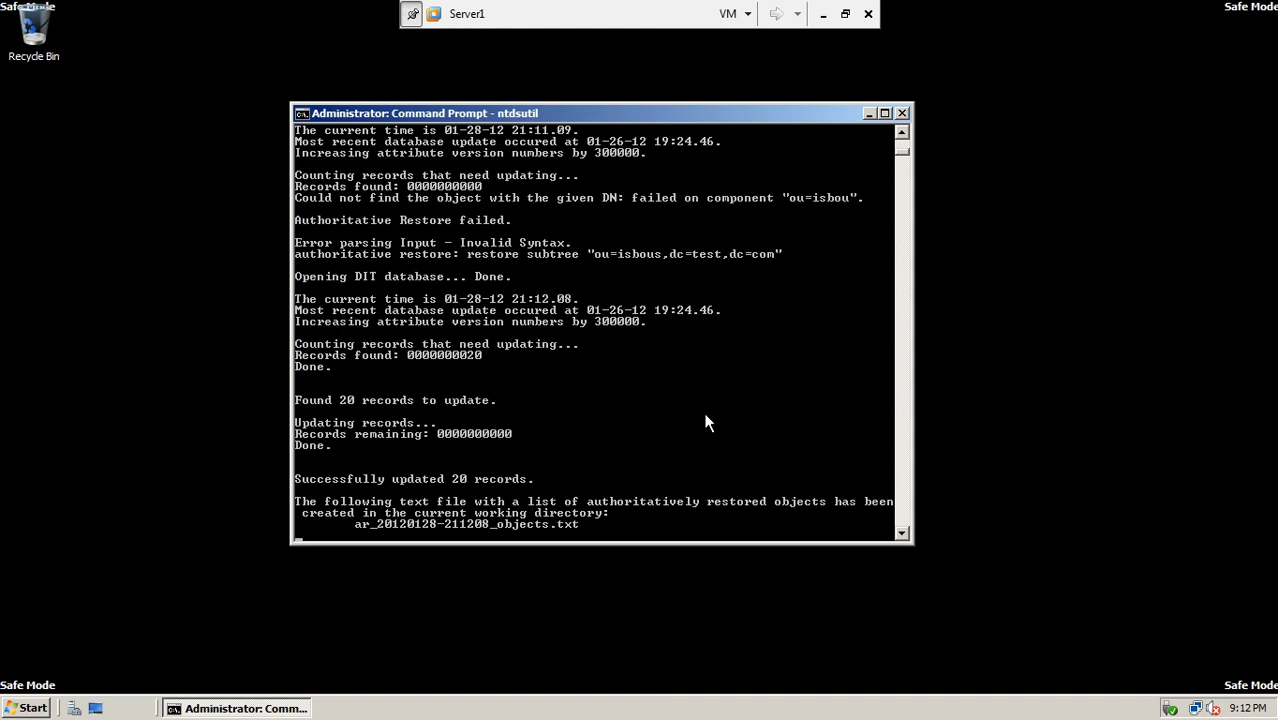 Safe Mode
Safe Mode
Server1
VM
Recycle Bin
Administrator: Command Prompt - ntdsutil
The current time is 01-28-12 21:11.09.
Most recent database update occured at 01-26-12 19:24.46.
Increasing attribute version numbers by 300000.
Counting records that need updating...
Records found: 0000000000
Could not find the object with the given DN: failed on component "ou=isbou".
Authoritative Restore failed.
Error parsing Input - Invalid Syntax.
authoritative restore: restore subtree "ou=isbous,dc=test,dc=com"
Opening DIT database... Done.
The current time is 01-28-12 21:12.08.
Most recent database update occured at 01-26-12 19:24.46.
Increasing attribute version numbers by 300000.
Counting records that need updating...
Records found: 0000000020
Done.
Found 20 records to update.
Updating records...
Records remaining: 0000000000
Done.
Successfully updated 20 records.
The following text file with a list of authoritatively restored objects has been
created in the current working directory:
ar_20120128-211208_objects.txt
Safe Mode
Safe Mode
Start
Administrator: Comm...
9:12 PM